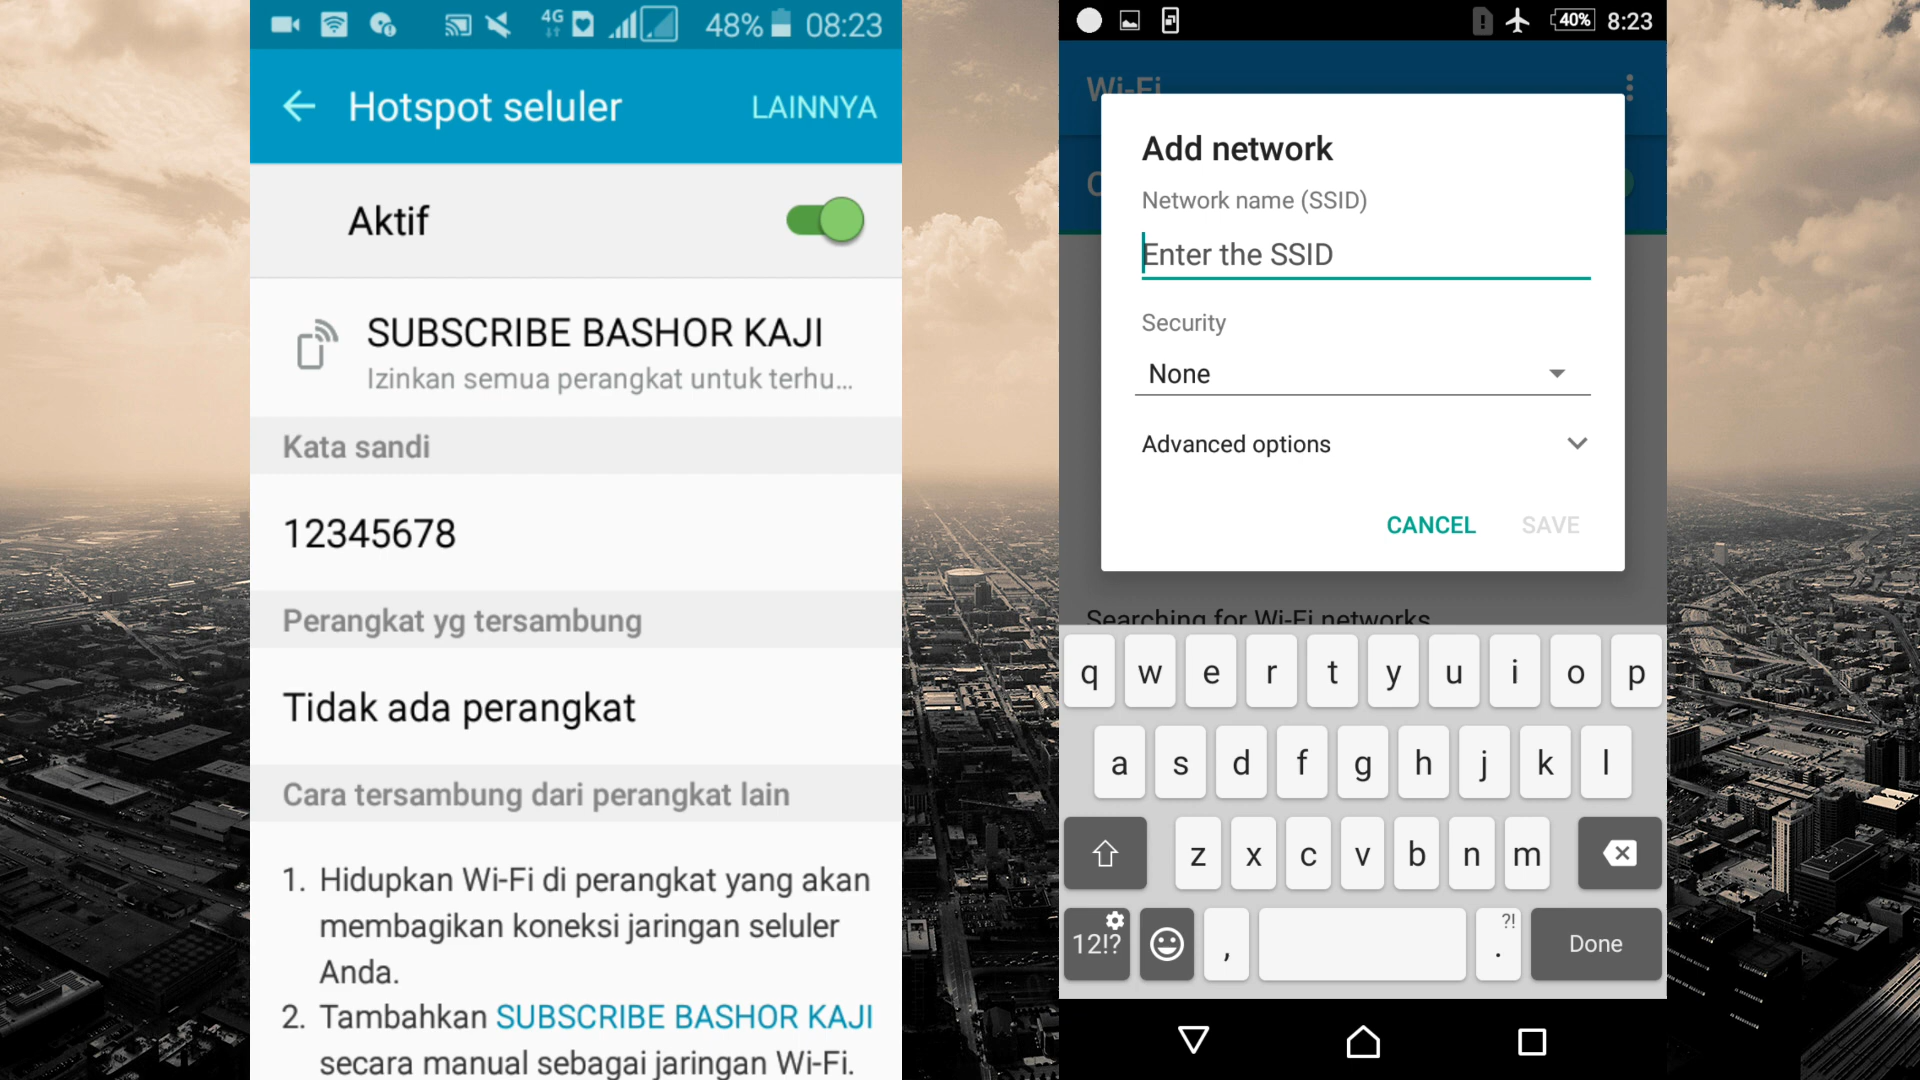 4G 48% 08:23
Hotspot seluler LAINNYA
Aktif
SUBSCRIBE BASHOR KAJI
Izinkan semua perangkat untuk terhu...
Kata sandi
12345678
Perangkat yg tersambung
Tidak ada perangkat
Cara tersambung dari perangkat lain
1. Hidupkan Wi-Fi di perangkat yang akan
membagikan koneksi jaringan seluler
Anda.
2. Tambahkan SUBSCRIBE BASHOR KAJI
secara manual sebagai jaringan Wi-Fi.
40% 8:23
Wi-Fi
Add network
Network name (SSID)
Enter the SSID
Security
None
Advanced options
CANCEL SAVE
Searching for Wi-Fi networks
q w e r t y u i o p
a s d f g h j k l
z x c v b n m
12!? , . ?! Done